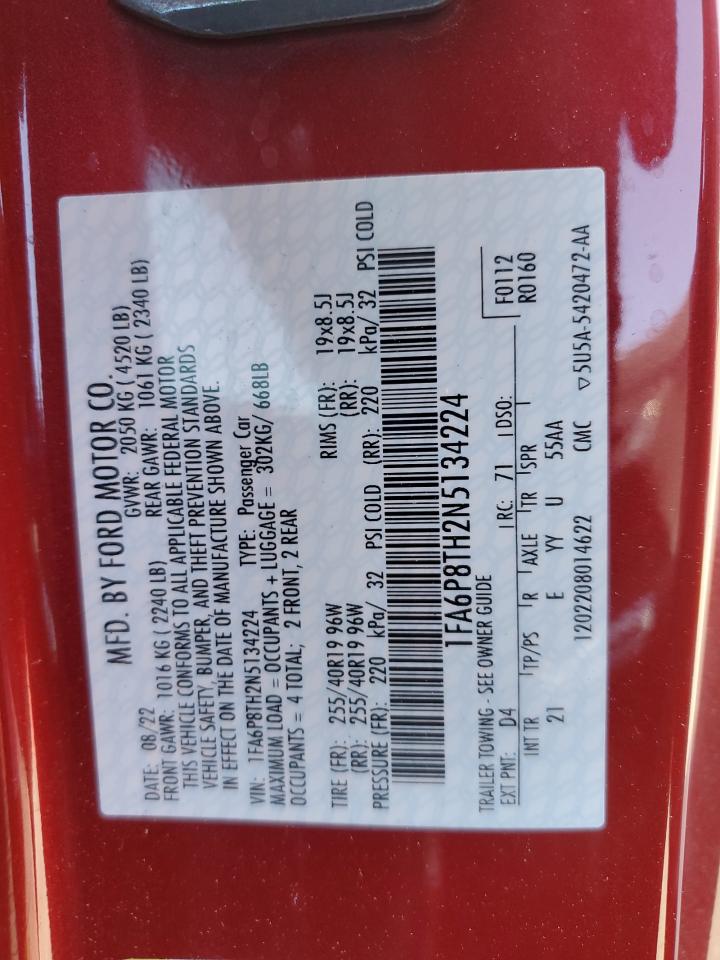 MFD. BY FORD MOTOR CO.
DATE: 08/22 GVWR: 2050 KG ( 4520 LB)
FRONT GAWR: 1016 KG ( 2240 LB) REAR GAWR: 1061 KG ( 2340 LB)
THIS VEHICLE CONFORMS TO ALL APPLICABLE FEDERAL MOTOR
VEHICLE SAFETY, BUMPER, AND THEFT PREVENTION STANDARDS
IN EFFECT ON THE DATE OF MANUFACTURE SHOWN ABOVE.
VIN: 1FA6P8TH2N5134224 TYPE: Passenger Car
MAXIMUM LOAD = OCCUPANTS + LUGGAGE = 302KG/ 668LB
OCCUPANTS = 4 TOTAL; 2 FRONT, 2 REAR
TIRE (FR): 255/40R19 96W RIMS (FR): 19x8.5J
(RR): 255/40R19 96W (RR): 19x8.5J
PRESSURE (FR): 220 kPa/ 32 PSI COLD (RR): 220 kPa/ 32 PSI COLD
1FA6P8TH2N5134224
TRAILER TOWING - SEE OWNER GUIDE F0112
EXT PNT: D4 RC: 71 DSO: R0160
INT TR TP/PS R AXLE TR SPR
21 E YY U 55AA
1202208014622 CMC ▽5U5A-5420472-AA